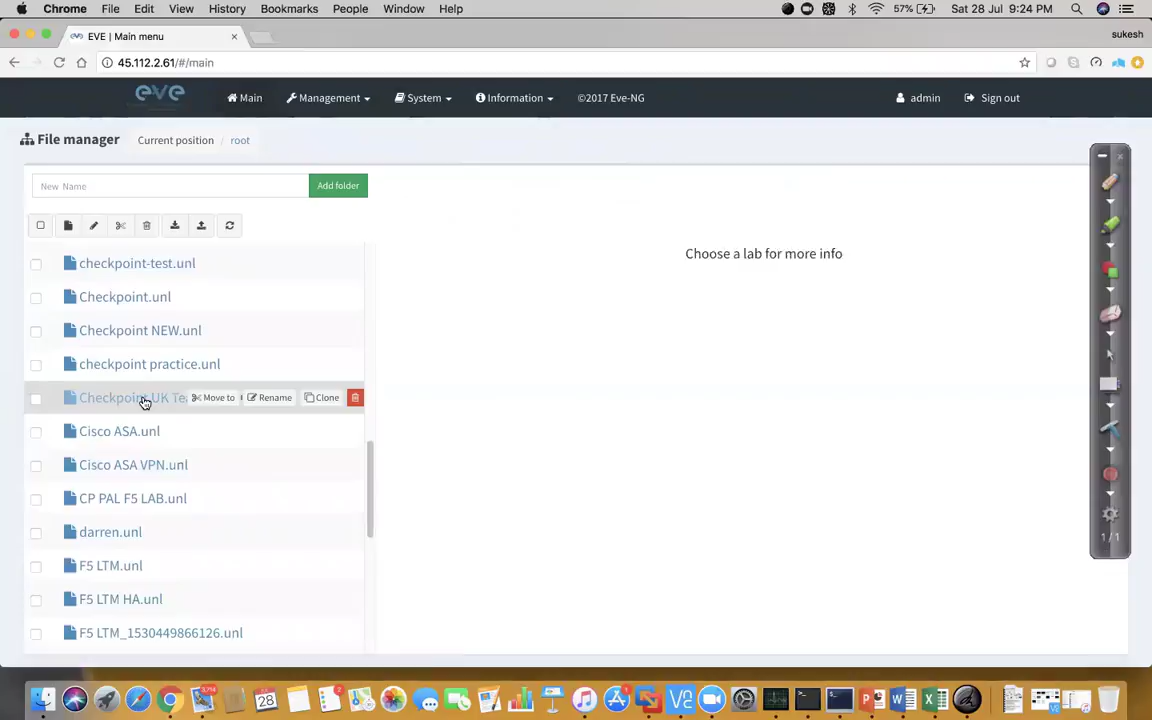 Chrome File Edit View History Bookmarks People Window Help 57% Sat 28 Jul 9:24 PM
EVE | Main menu sukesh
45.112.2.61/#/main
eve Main Management System Information ©2017 Eve-NG admin Sign out
File manager Current position / root
New Name Add folder
checkpoint-test.unl
Choose a lab for more info
Checkpoint.unl
Checkpoint NEW.unl
checkpoint practice.unl
Checkpoint UK Te Move to Rename Clone
Cisco ASA.unl
Cisco ASA VPN.unl
CP PAL F5 LAB.unl
darren.unl
F5 LTM.unl
F5 LTM HA.unl
F5 LTM_1530449866126.unl
1/1